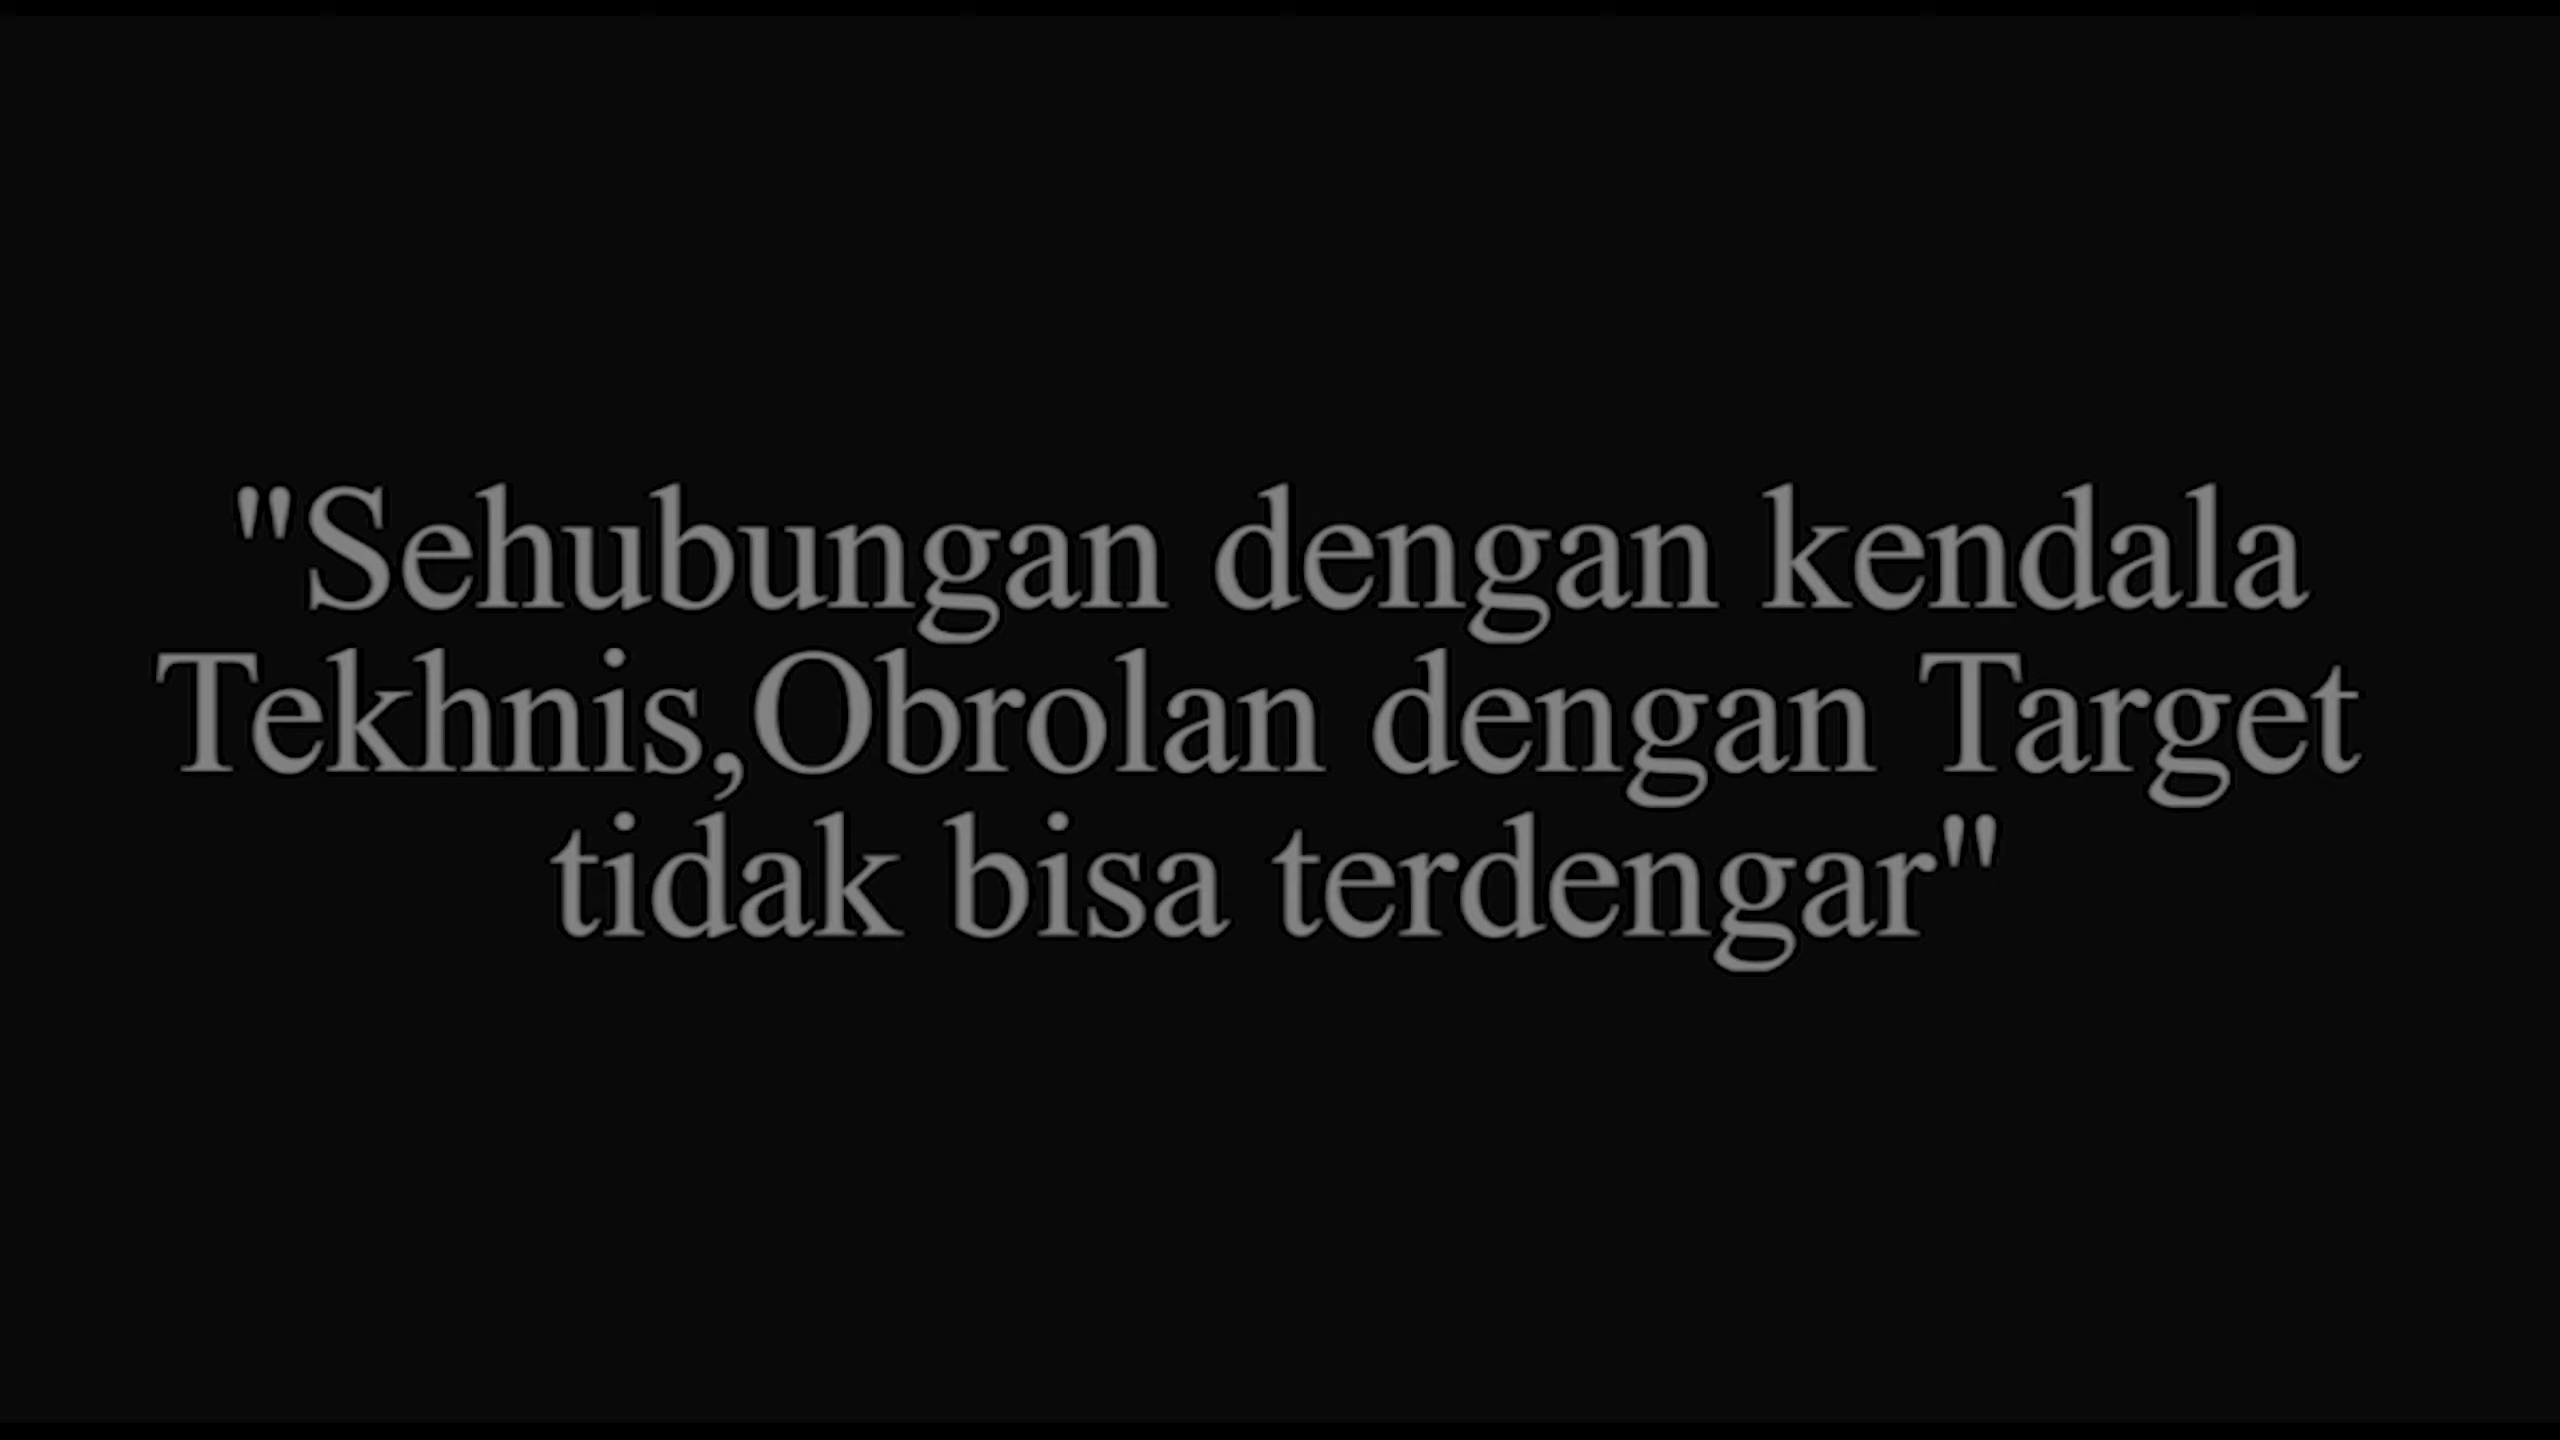 "Sehubungan dengan kendala
Tekhnis,Obrolan dengan Target
tidak bisa terdengar"